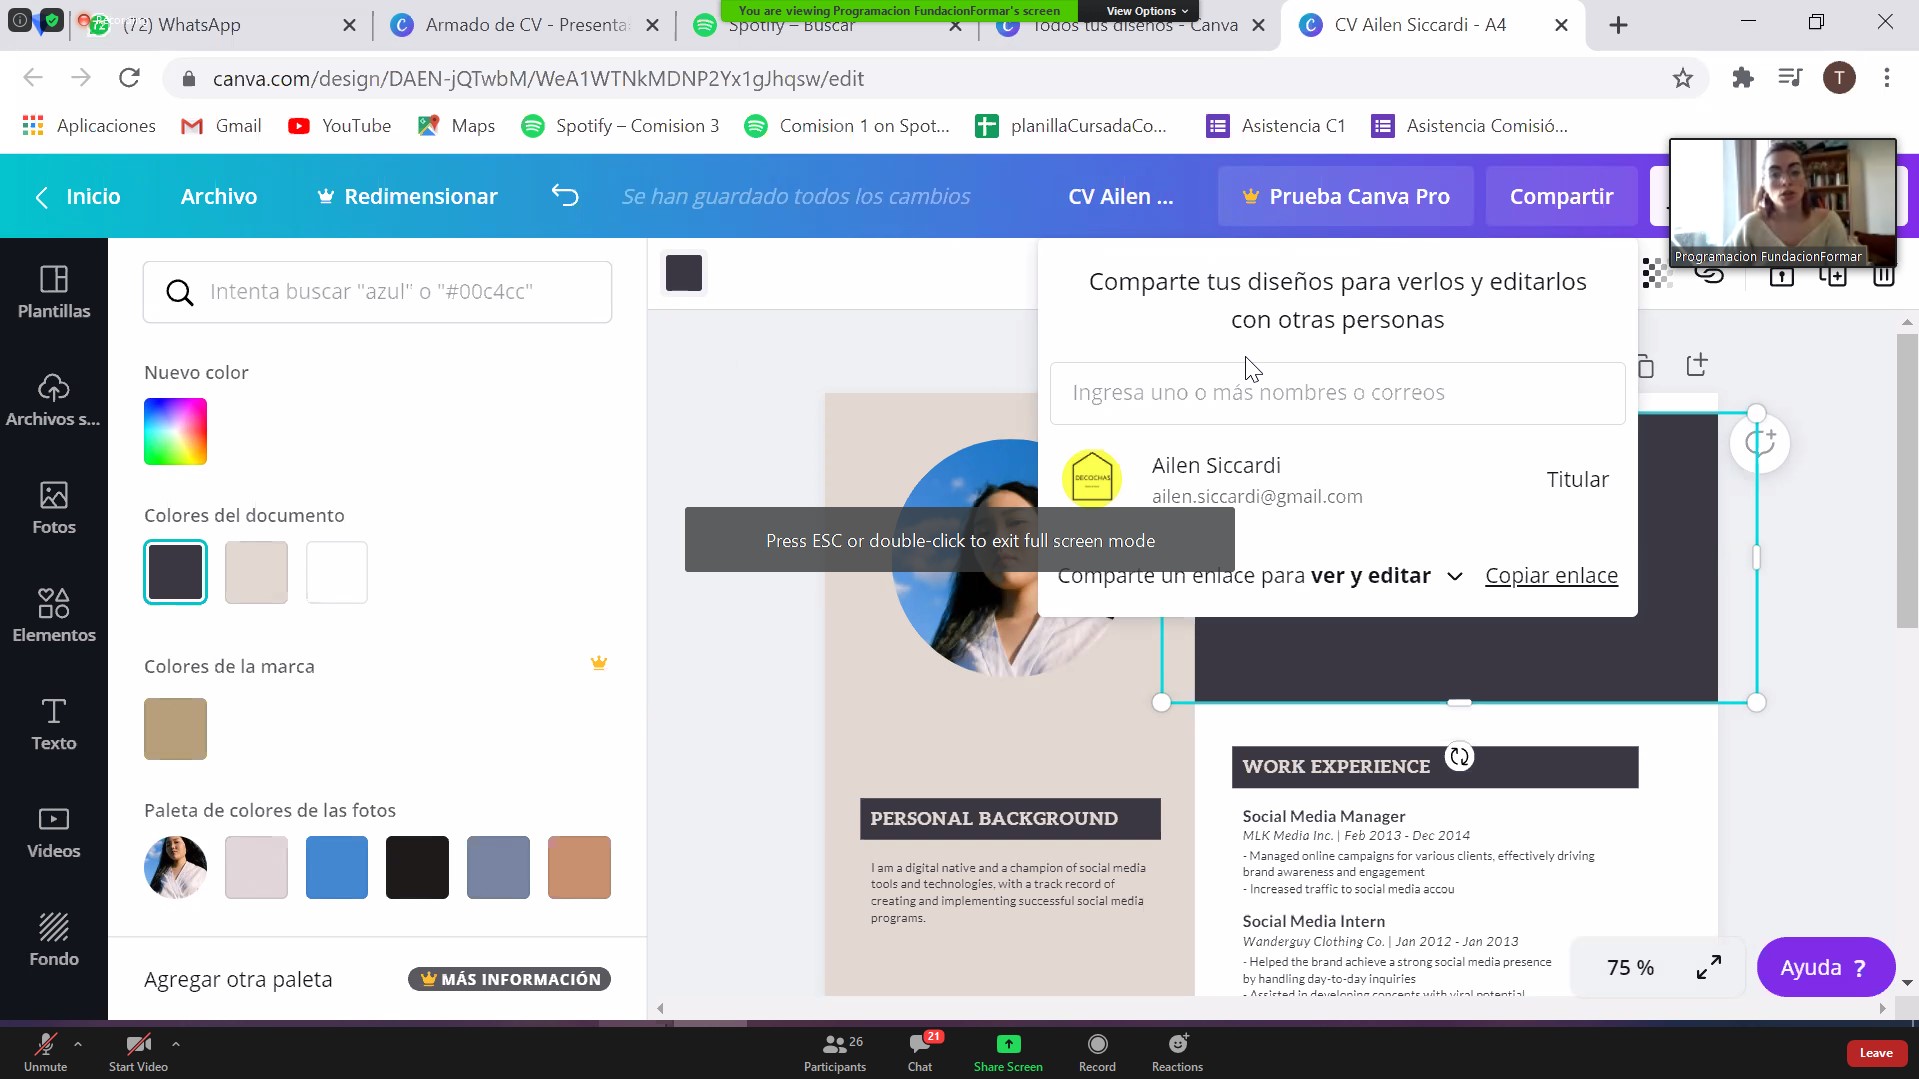 (72) WhatsApp
Armado de CV - Presenta
Spotify – Buscar
Todos tus diseños - Canva
CV Ailen Siccardi - A4
You are viewing Programacion FundacionFormar's screen
View Options
canva.com/design/DAEN-jQTwbM/WeA1WTNkMDNP2Yx1gJhqsw/edit
T
Aplicaciones
Gmail
YouTube
Maps
Spotify – Comision 3
Comision 1 on Spot...
planillaCursadaCo...
Asistencia C1
Asistencia Comisió...
Inicio
Archivo
Redimensionar
Se han guardado todos los cambios
CV Ailen ...
Prueba Canva Pro
Compartir
Programacion FundacionFormar
Plantillas
Archivos s...
Fotos
Elementos
Texto
Videos
Fondo
Intenta buscar "azul" o "#00c4cc"
Nuevo color
Colores del documento
Colores de la marca
Paleta de colores de las fotos
Agregar otra paleta
MÁS INFORMACIÓN
Comparte tus diseños para verlos y editarlos
con otras personas
Ingresa uno o más nombres o correos
DECOCHAS
Ailen Siccardi
ailen.siccardi@gmail.com
Titular
Press ESC or double-click to exit full screen mode
Comparte un enlace para ver y editar
Copiar enlace
PERSONAL BACKGROUND
I am a digital native and a champion of social media
tools and technologies, with a track record of
creating and implementing successful social media
programs.
WORK EXPERIENCE
Social Media Manager
MLK Media Inc. | Feb 2013 - Dec 2014
- Managed online campaigns for various clients, effectively driving
brand awareness and engagement
- Increased traffic to social media accou
Social Media Intern
Wanderguy Clothing Co. | Jan 2012 - Jan 2013
- Helped the brand achieve a strong social media presence
by handling day-to-day inquiries
- Assisted in developing concepts with viral potential
75 %
Ayuda ?
Unmute
Start Video
Participants
26
Chat
21
Share Screen
Record
Reactions
Leave